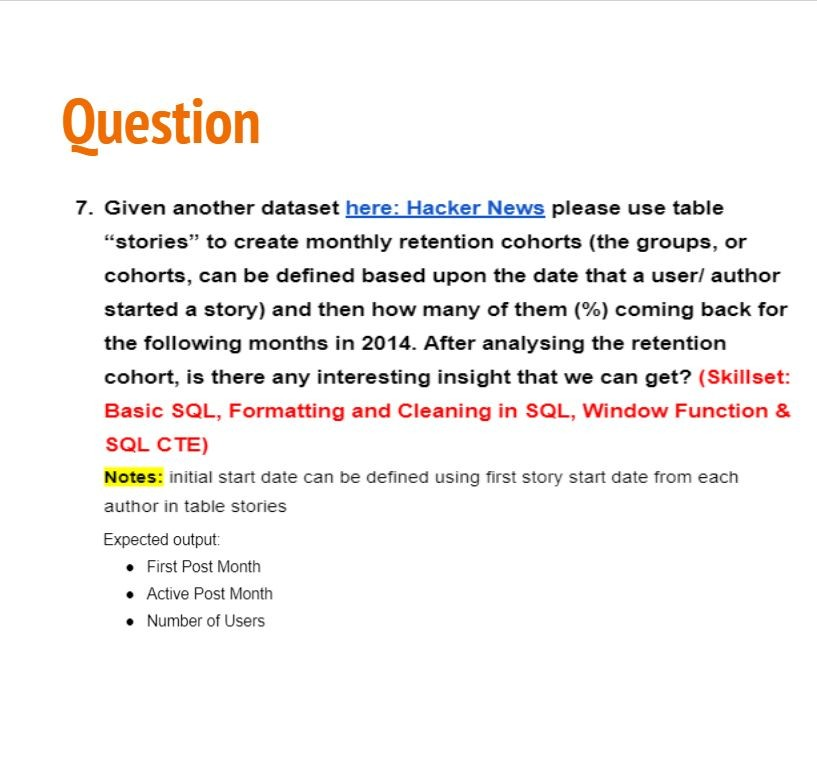 Question
7. Given another dataset here: Hacker News please use table
“stories” to create monthly retention cohorts (the groups, or
cohorts, can be defined based upon the date that a user/ author
started a story) and then how many of them (%) coming back for
the following months in 2014. After analysing the retention
cohort, is there any interesting insight that we can get? (Skillset:
Basic SQL, Formatting and Cleaning in SQL, Window Function &
SQL CTE)
Notes: initial start date can be defined using first story start date from each
author in table stories
Expected output:
● First Post Month
● Active Post Month
● Number of Users